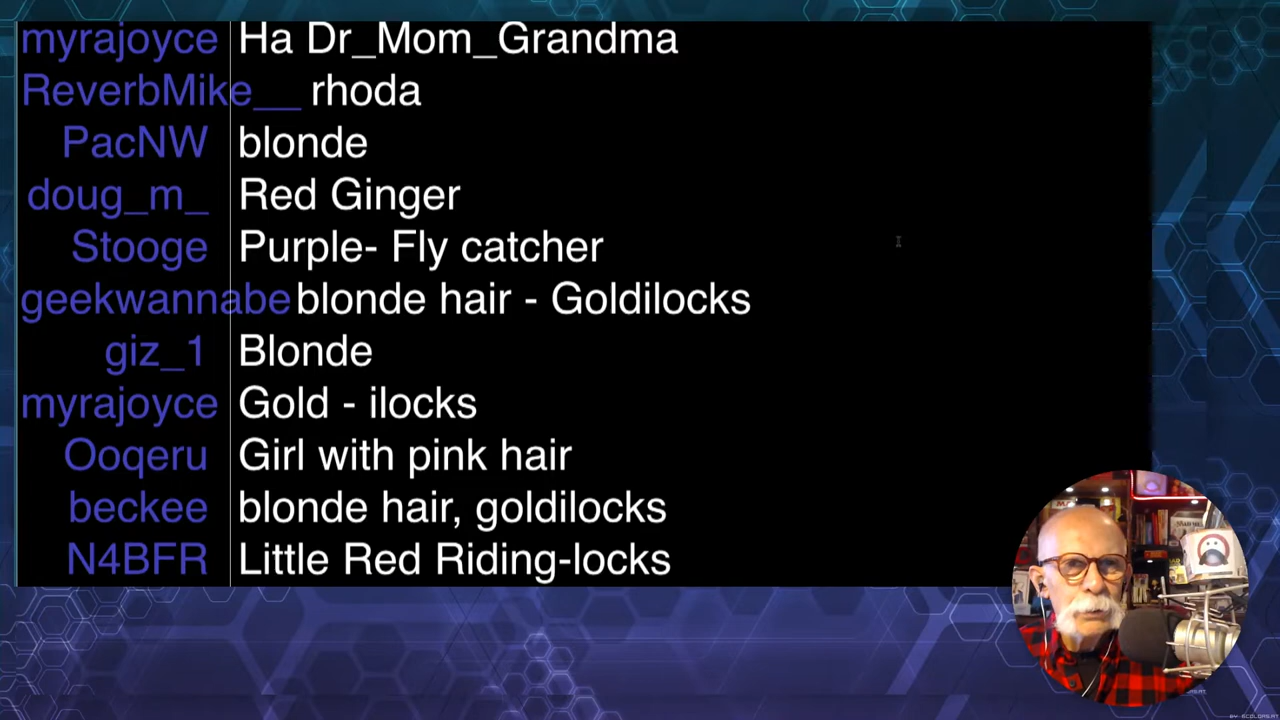 myrajoyce Ha Dr_Mom_Grandma
ReverbMike__ rhoda
PacNW blonde
doug_m_ Red Ginger
Stooge Purple- Fly catcher
geekwannabe blonde hair - Goldilocks
giz_1 Blonde
myrajoyce Gold - ilocks
Ooqeru Girl with pink hair
beckee blonde hair, goldilocks
N4BFR Little Red Riding-locks